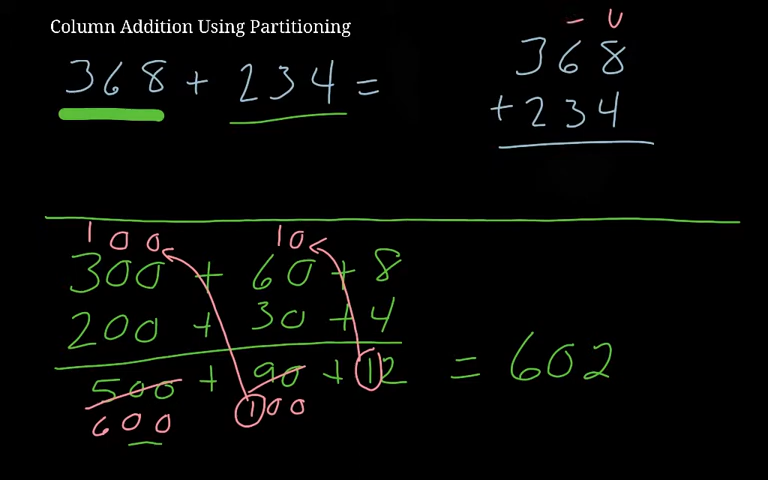 Column Addition Using Partitioning
368 + 234 =
— U
368
+ 234
100 10
300 + 60 + 8
200 + 30 + 4
500 + 90 + 12 = 602
600 100